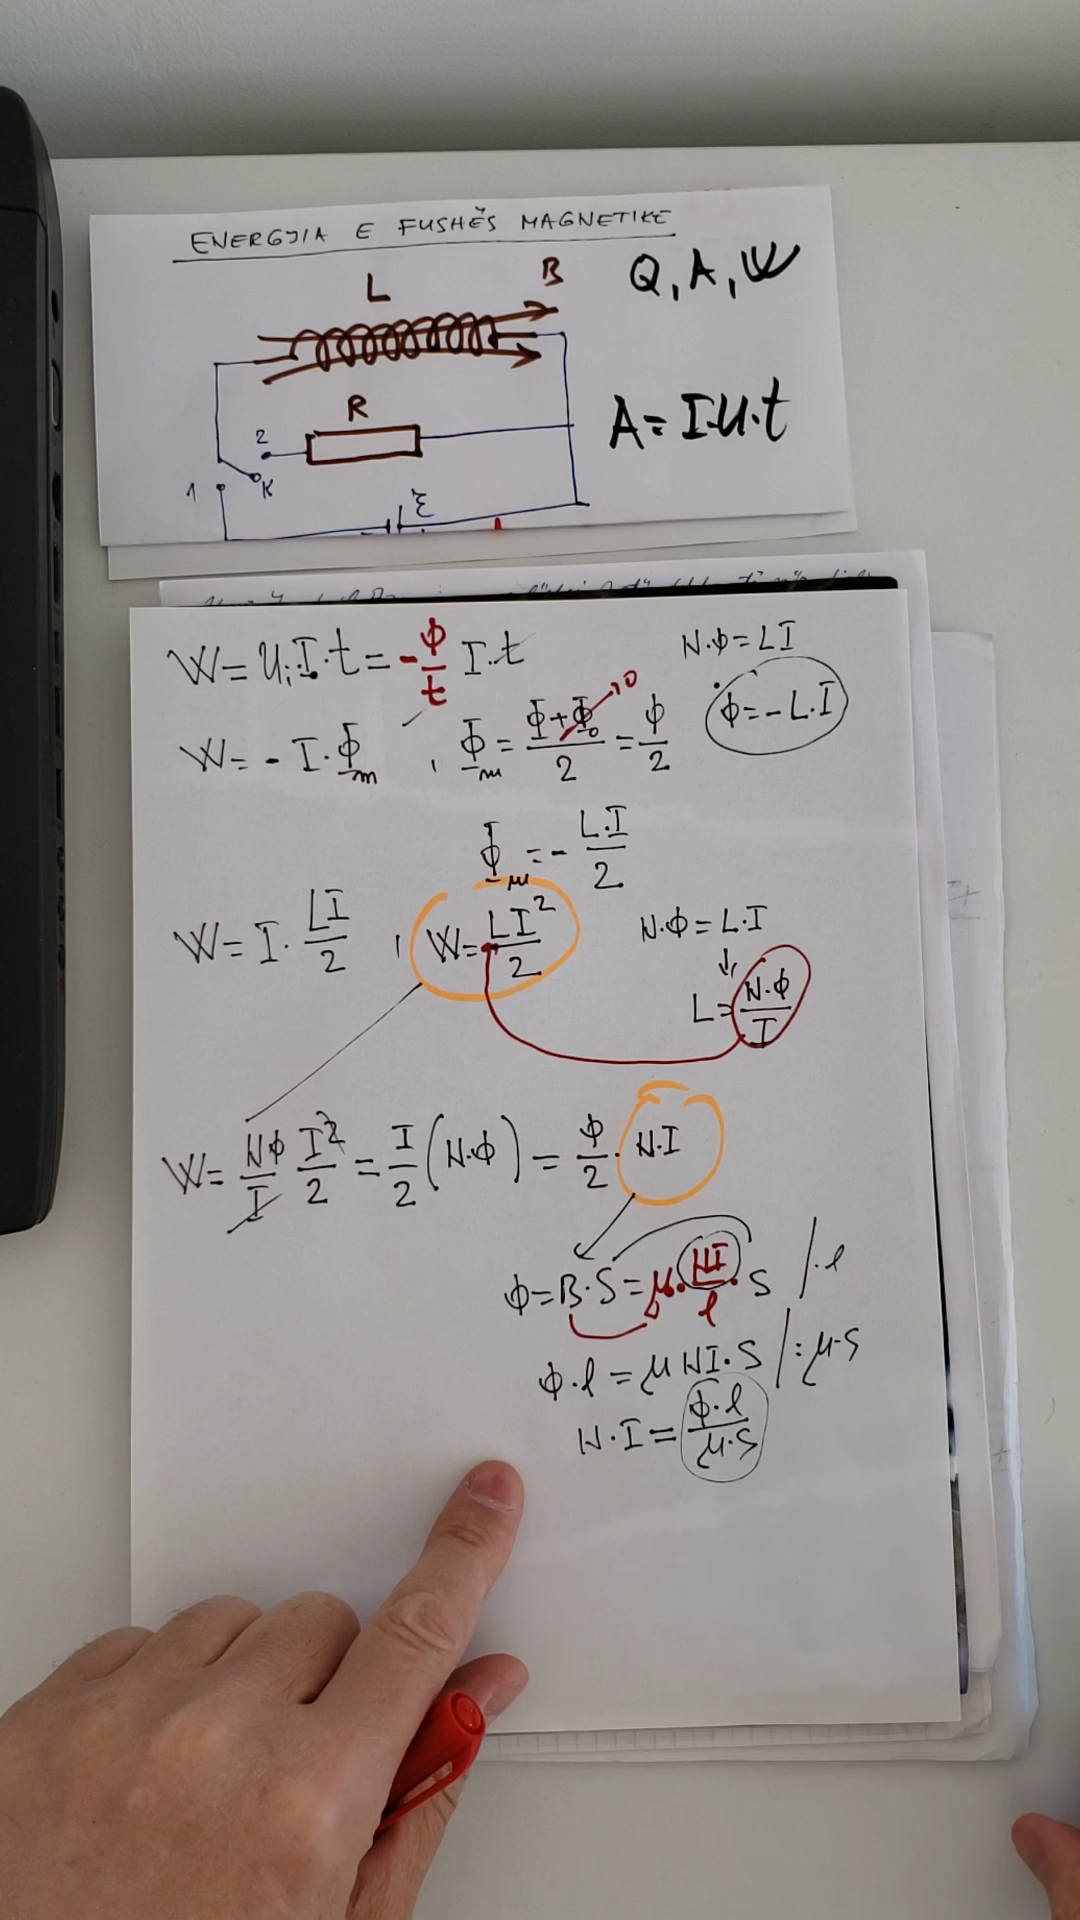 ENERGJIA E FUSHËS MAGNETIKE
L
B
Q, A, W
R
A = I·U·t
2
1
K
ε
W = Uᵢ I·t = -Φ/t I·t
N·Φ = LI
Φ = -L·I
W = - I·Φm , Φm = (Φ+Φ₀)/2 = Φ/2
0
Φm = - L·I/2
W = I· LI/2 , W = LI²/2
N·Φ = L·I
↓
L = N·Φ/I
W = NΦ/I I²/2 = I/2 (N·Φ) = Φ/2 · N·I
Φ = B·S = μ· NI/l · S /·l
Φ·l = μ NI·S /:μ·S
N·I = Φ·l/μ·S